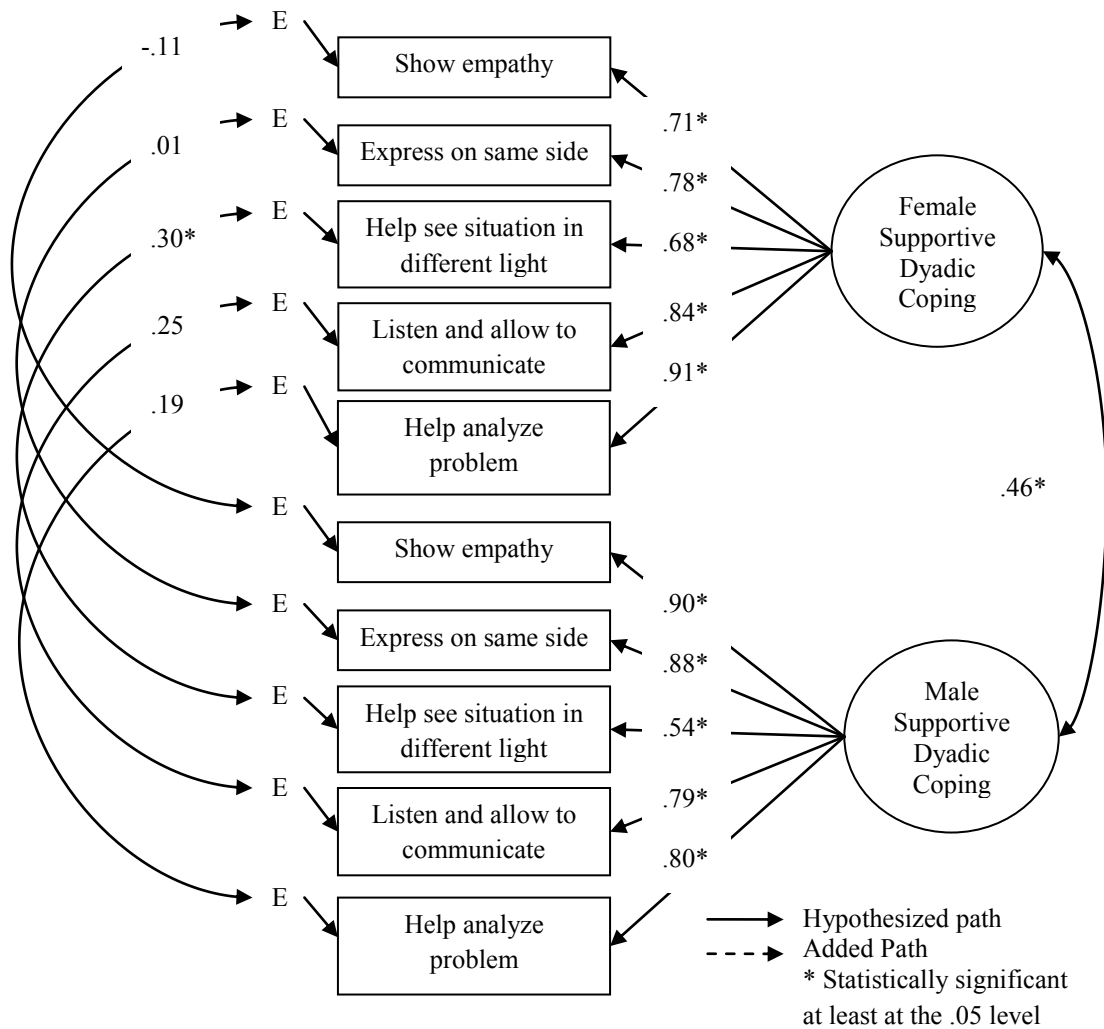 E
-.11
Show empathy
.71*
E
.01
Express on same side
.78*
E
.30*
Help see situation in
different light
.68*
Female
Supportive
Dyadic
Coping
E
.25
Listen and allow to
communicate
.84*
E
.19
Help analyze
problem
.91*
.46*
E
Show empathy
.90*
E
Express on same side
.88*
E
Help see situation in
different light
.54*
Male
Supportive
Dyadic
Coping
E
Listen and allow to
communicate
.79*
E
Help analyze
problem
.80*
Hypothesized path
Added Path
* Statistically significant
at least at the .05 level